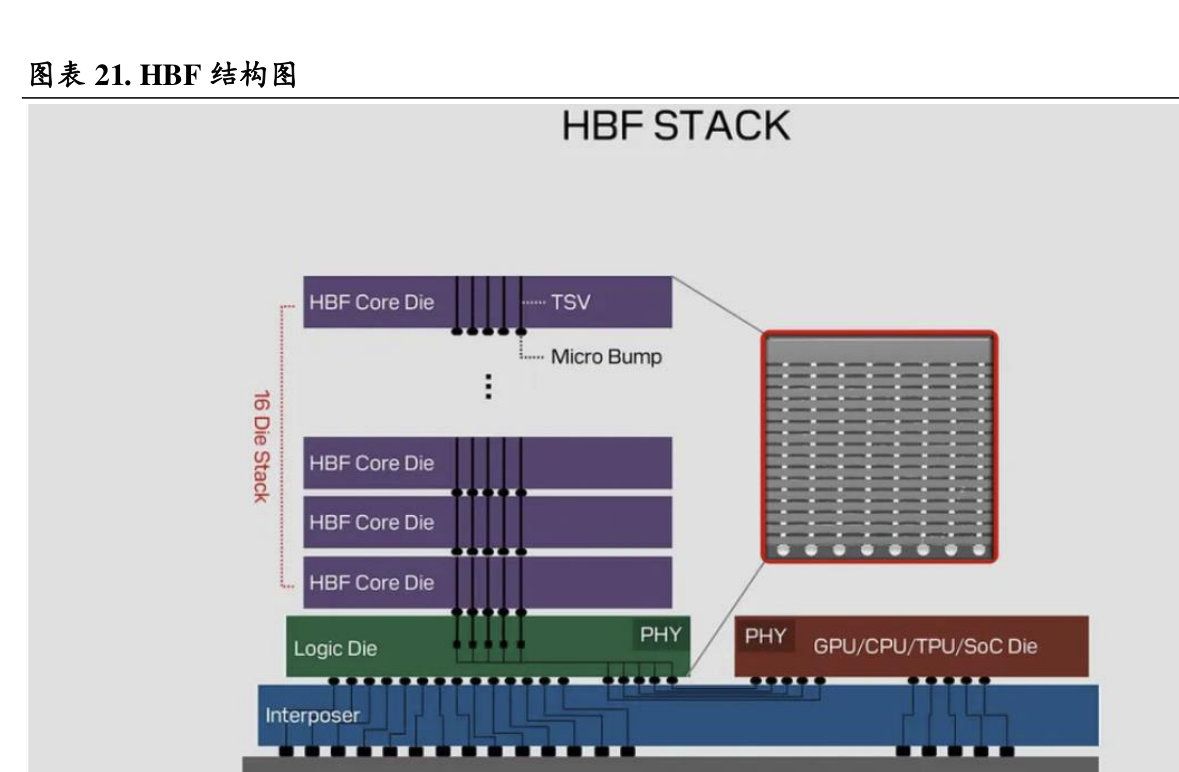 图表 21. HBF 结构图
HBF STACK
HBF Core Die
TSV
Micro Bump
16 Die Stack
HBF Core Die
HBF Core Die
HBF Core Die
Logic Die
PHY
PHY
GPU/CPU/TPU/SoC Die
Interposer